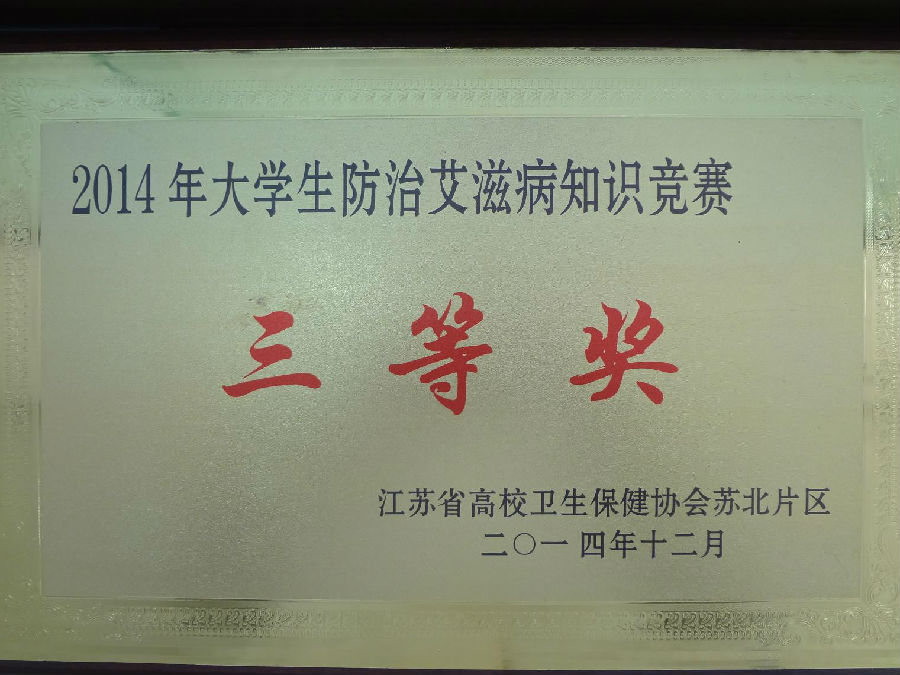 2014年大学生防治艾滋病知识竞赛
三等奖
江苏省高校卫生保健协会苏北片区
二〇一四年十二月